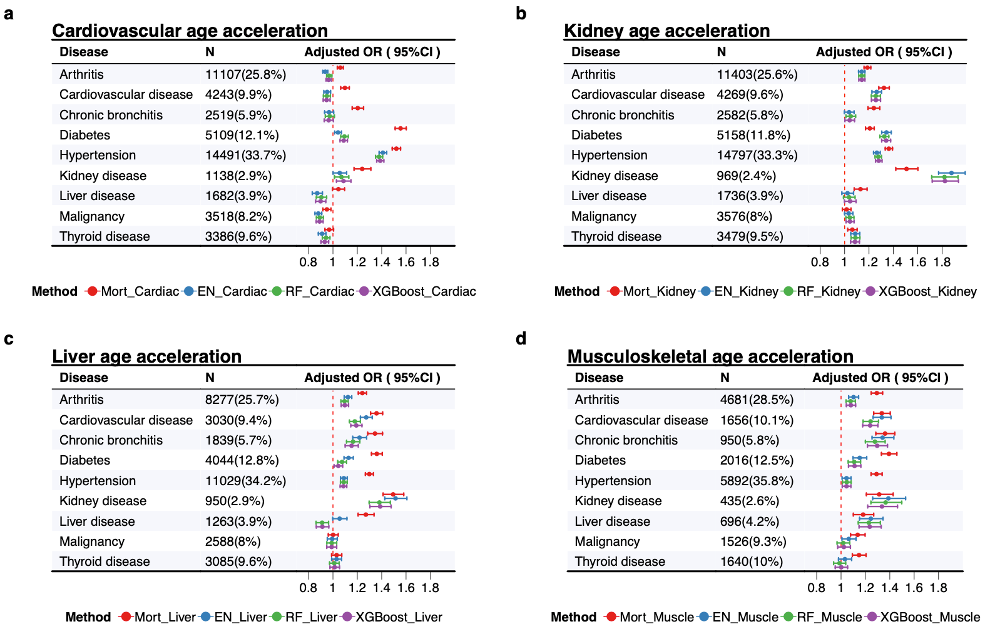 a
Cardiovascular age acceleration
Disease N Adjusted OR ( 95%CI )
Arthritis 11107(25.8%)
Cardiovascular disease 4243(9.9%)
Chronic bronchitis 2519(5.9%)
Diabetes 5109(12.1%)
Hypertension 14491(33.7%)
Kidney disease 1138(2.9%)
Liver disease 1682(3.9%)
Malignancy 3518(8.2%)
Thyroid disease 3386(9.6%)
0.8 1 1.2 1.4 1.6 1.8
Method Mort_Cardiac EN_Cardiac RF_Cardiac XGBoost_Cardiac
b
Kidney age acceleration
Disease N Adjusted OR ( 95%CI )
Arthritis 11403(25.6%)
Cardiovascular disease 4269(9.6%)
Chronic bronchitis 2582(5.8%)
Diabetes 5158(11.8%)
Hypertension 14797(33.3%)
Kidney disease 969(2.4%)
Liver disease 1736(3.9%)
Malignancy 3576(8%)
Thyroid disease 3479(9.5%)
0.8 1 1.2 1.4 1.6 1.8
Method Mort_Kidney EN_Kidney RF_Kidney XGBoost_Kidney
c
Liver age acceleration
Disease N Adjusted OR ( 95%CI )
Arthritis 8277(25.7%)
Cardiovascular disease 3030(9.4%)
Chronic bronchitis 1839(5.7%)
Diabetes 4044(12.8%)
Hypertension 11029(34.2%)
Kidney disease 950(2.9%)
Liver disease 1263(3.9%)
Malignancy 2588(8%)
Thyroid disease 3085(9.6%)
0.8 1 1.2 1.4 1.6 1.8
Method Mort_Liver EN_Liver RF_Liver XGBoost_Liver
d
Musculoskeletal age acceleration
Disease N Adjusted OR ( 95%CI )
Arthritis 4681(28.5%)
Cardiovascular disease 1656(10.1%)
Chronic bronchitis 950(5.8%)
Diabetes 2016(12.5%)
Hypertension 5892(35.8%)
Kidney disease 435(2.6%)
Liver disease 696(4.2%)
Malignancy 1526(9.3%)
Thyroid disease 1640(10%)
0.8 1 1.2 1.4 1.6 1.8
Method Mort_Muscle EN_Muscle RF_Muscle XGBoost_Muscle